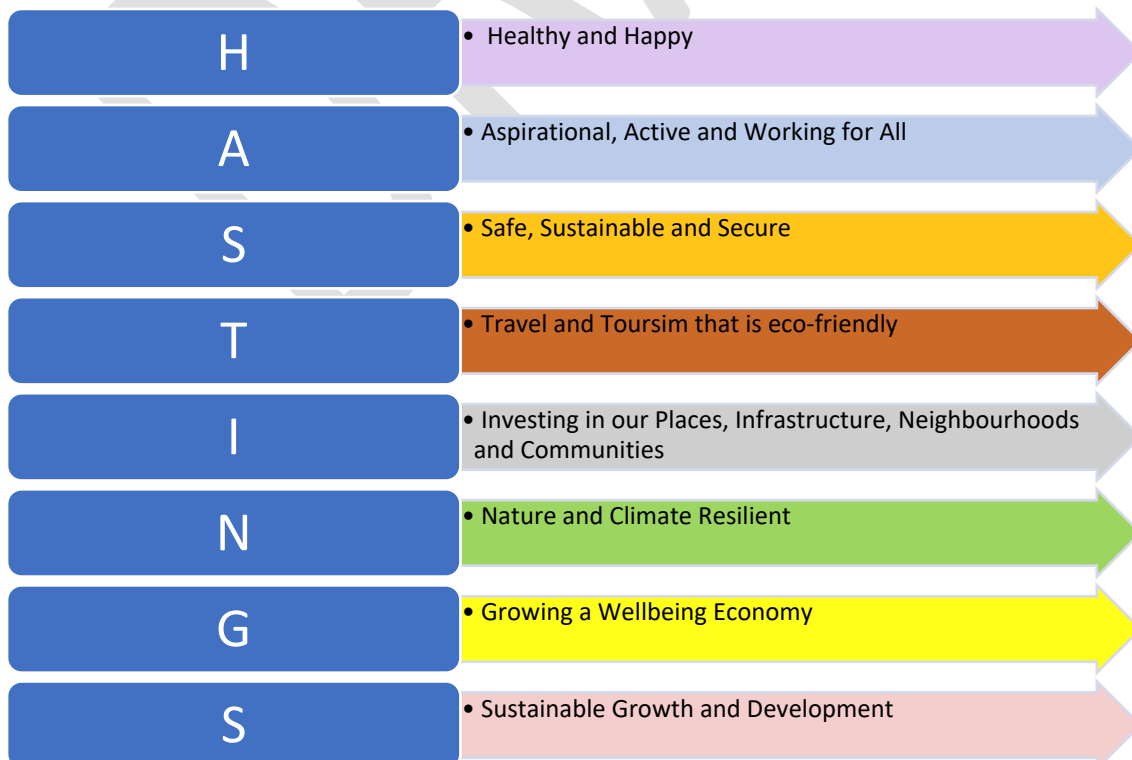 H
• Healthy and Happy
A
• Aspirational, Active and Working for All
S
• Safe, Sustainable and Secure
T
• Travel and Toursim that is eco-friendly
I
• Investing in our Places, Infrastructure, Neighbourhoods
and Communities
N
• Nature and Climate Resilient
G
• Growing a Wellbeing Economy
S
• Sustainable Growth and Development